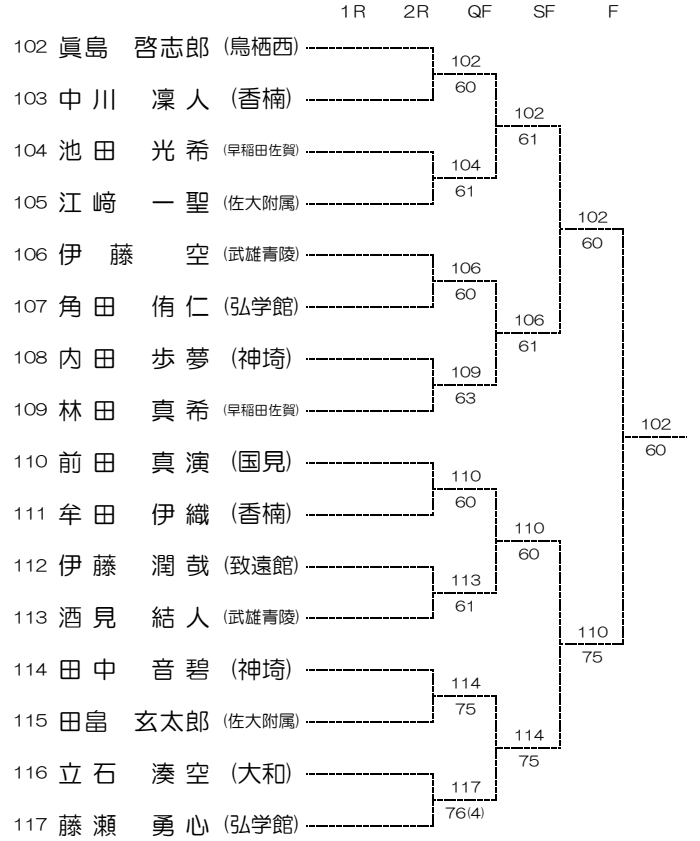 1R 2R QF SF F
102 眞島 啓志郎 (鳥栖西)
102
60
103 中川 凜人 (香楠)
102
61
104 池田 光希 (早稲田佐賀)
104
61
105 江﨑 一聖 (佐大附属)
102
60
106 伊藤 空 (武雄青陵)
106
60
107 角田 侑仁 (弘学館)
106
61
108 内田 歩夢 (神埼)
109
63
109 林田 真希 (早稲田佐賀)
102
60
110 前田 真演 (国見)
110
60
111 牟田 伊織 (香楠)
110
60
112 伊藤 潤哉 (致遠館)
113
61
113 酒見 結人 (武雄青陵)
110
75
114 田中 音碧 (神埼)
114
75
115 田畠 玄太郎 (佐大附属)
114
75
116 立石 湊空 (大和)
117
76(4)
117 藤瀬 勇心 (弘学館)